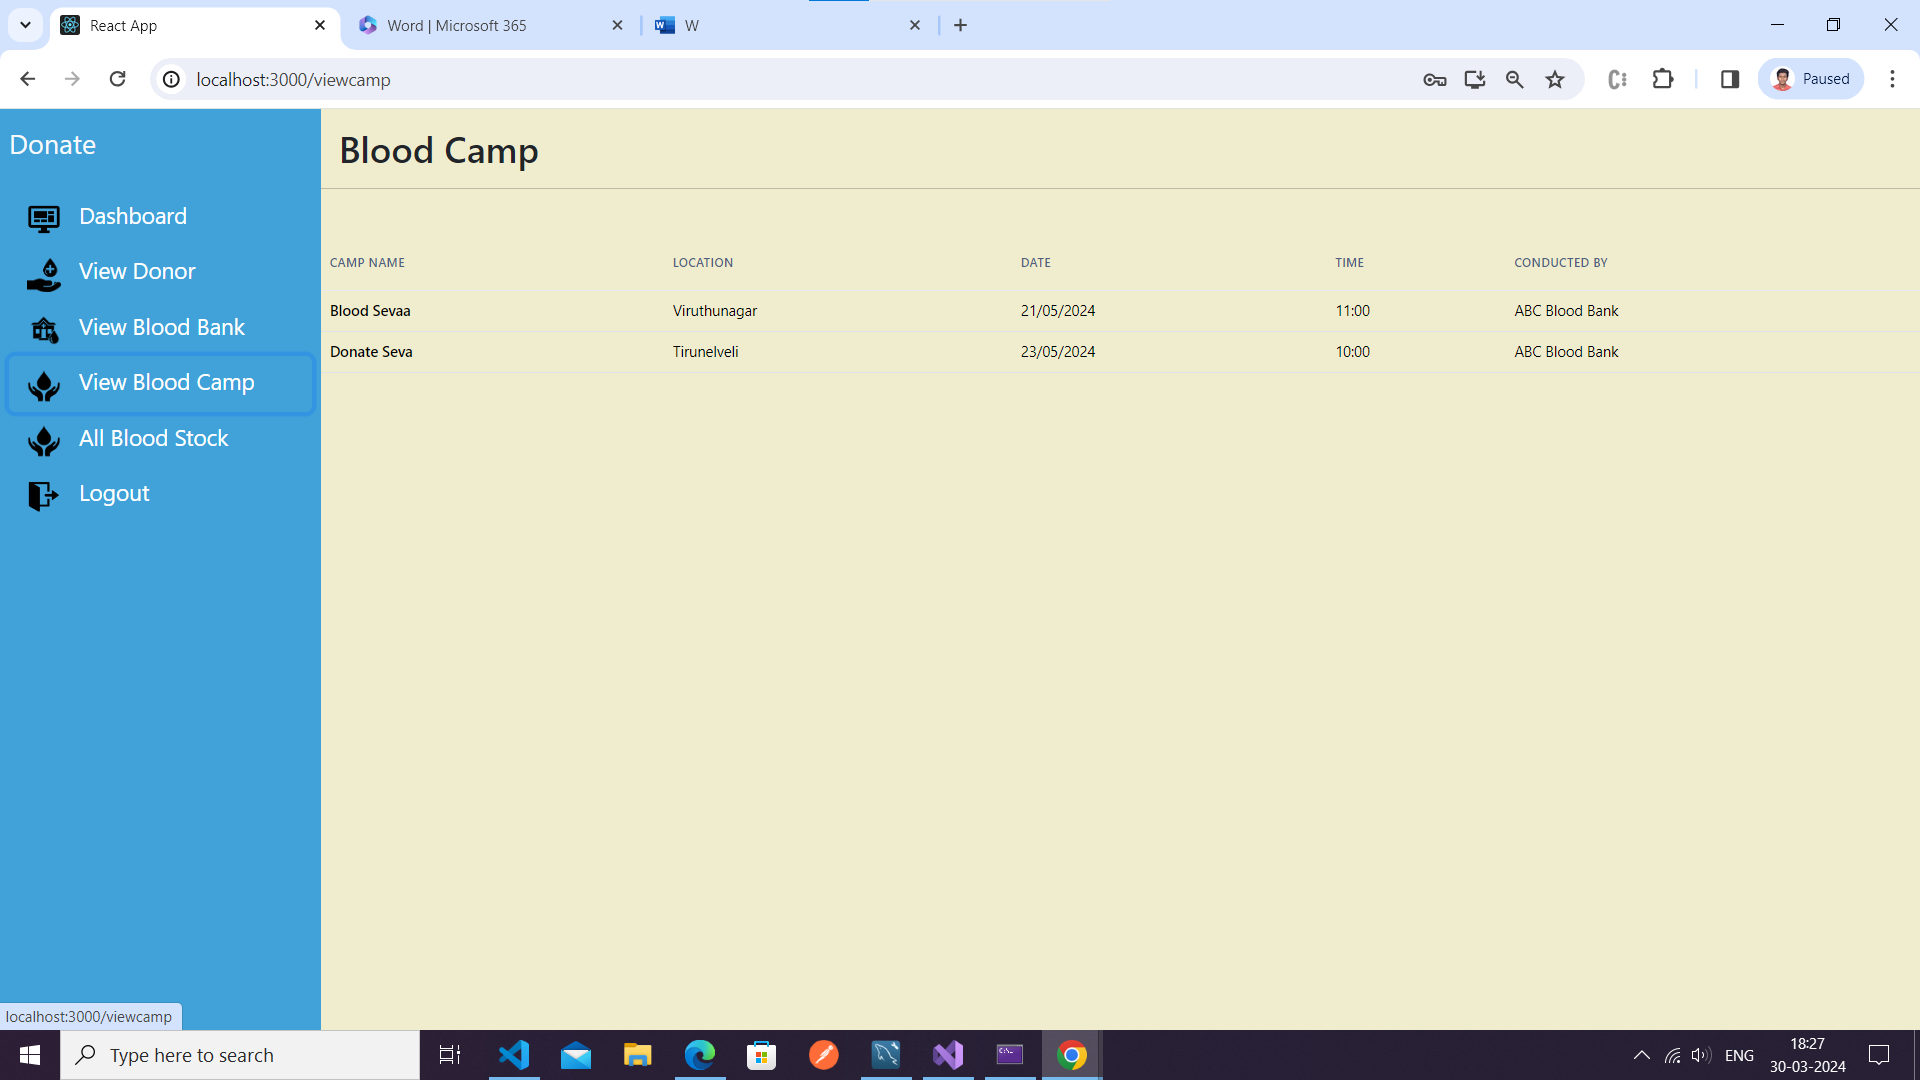 React App
Word | Microsoft 365
W
localhost:3000/viewcamp
Paused
Donate
Dashboard
View Donor
View Blood Bank
View Blood Camp
All Blood Stock
Logout
Blood Camp
CAMP NAME LOCATION DATE TIME CONDUCTED BY
Blood Sevaa Viruthunagar 21/05/2024 11:00 ABC Blood Bank
Donate Seva Tirunelveli 23/05/2024 10:00 ABC Blood Bank
localhost:3000/viewcamp
Type here to search
ENG
18:27
30-03-2024